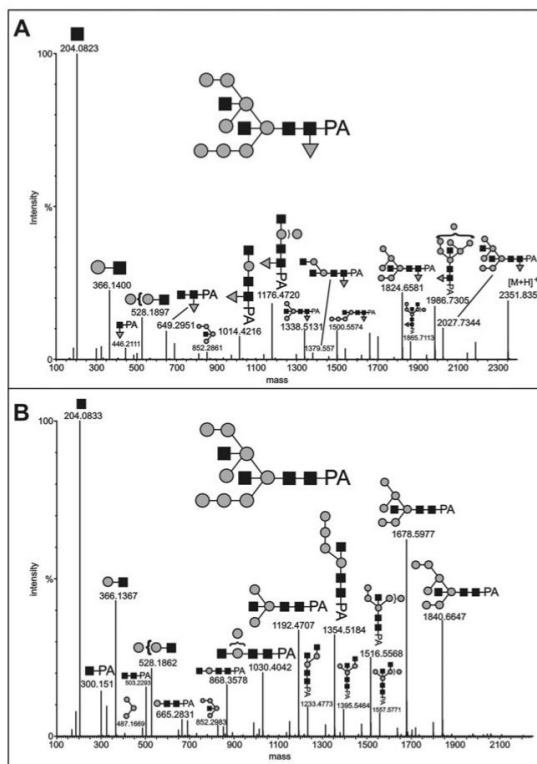 A
204.0823
PA
100
Intensity
%
366.1400
528.1897
PA
446.2111
PA
649.2951
852.2861
PA
1014.4216
PA
1176.4720
PA
1338.5131
PA
1379.557
PA
1500.5574
PA
1824.6581
PA
1865.7113
PA
1986.7305
PA
2027.7344
[M+H]+
2351.835
0
100 300 500 700 900 1100 1300 1500 1700 1900 2100 2300
mass
B
204.0833
PA
100
intensity
%
366.1367
PA
300.151
PA
503.2293
487.1669
528.1862
PA
665.2831
852.2983
PA
868.3578
PA
1030.4042
PA
1192.4707
PA
1233.4773
PA
1354.5184
PA
1395.5464
PA
1516.5568
PA
1557.5771
PA
1678.5977
PA
1840.6647
0
100 300 500 700 900 1100 1300 1500 1700 1900 2100
mass